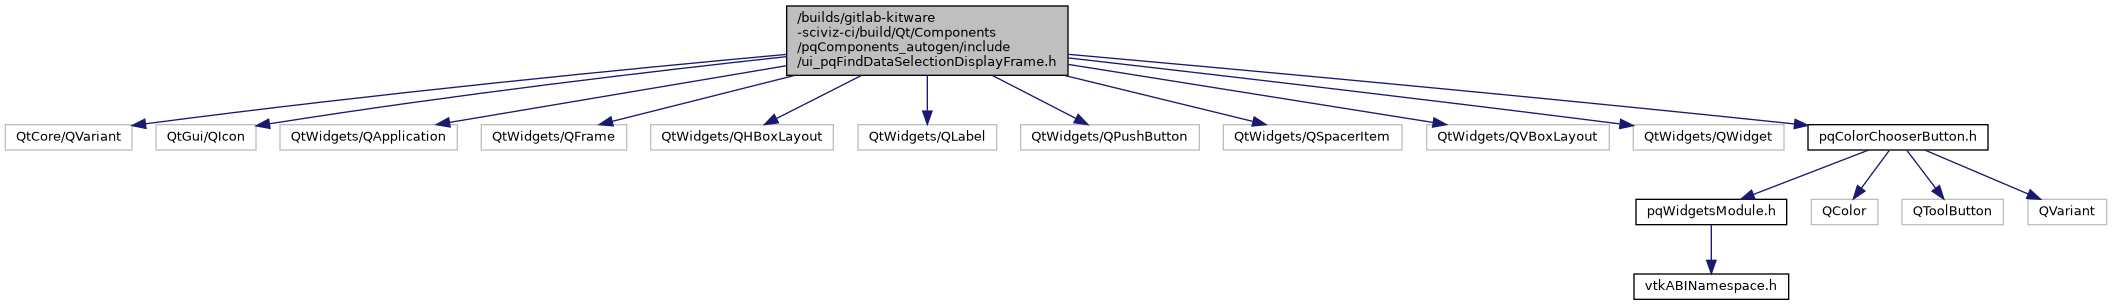 /builds/gitlab-kitware
-sciviz-ci/build/Qt/Components
/pqComponents_autogen/include
/ui_pqFindDataSelectionDisplayFrame.h
QtCore/QVariant
QtGui/QIcon
QtWidgets/QApplication
QtWidgets/QFrame
QtWidgets/QHBoxLayout
QtWidgets/QLabel
QtWidgets/QPushButton
QtWidgets/QSpacerItem
QtWidgets/QVBoxLayout
QtWidgets/QWidget
pqColorChooserButton.h
pqWidgetsModule.h
QColor
QToolButton
QVariant
vtkABINamespace.h